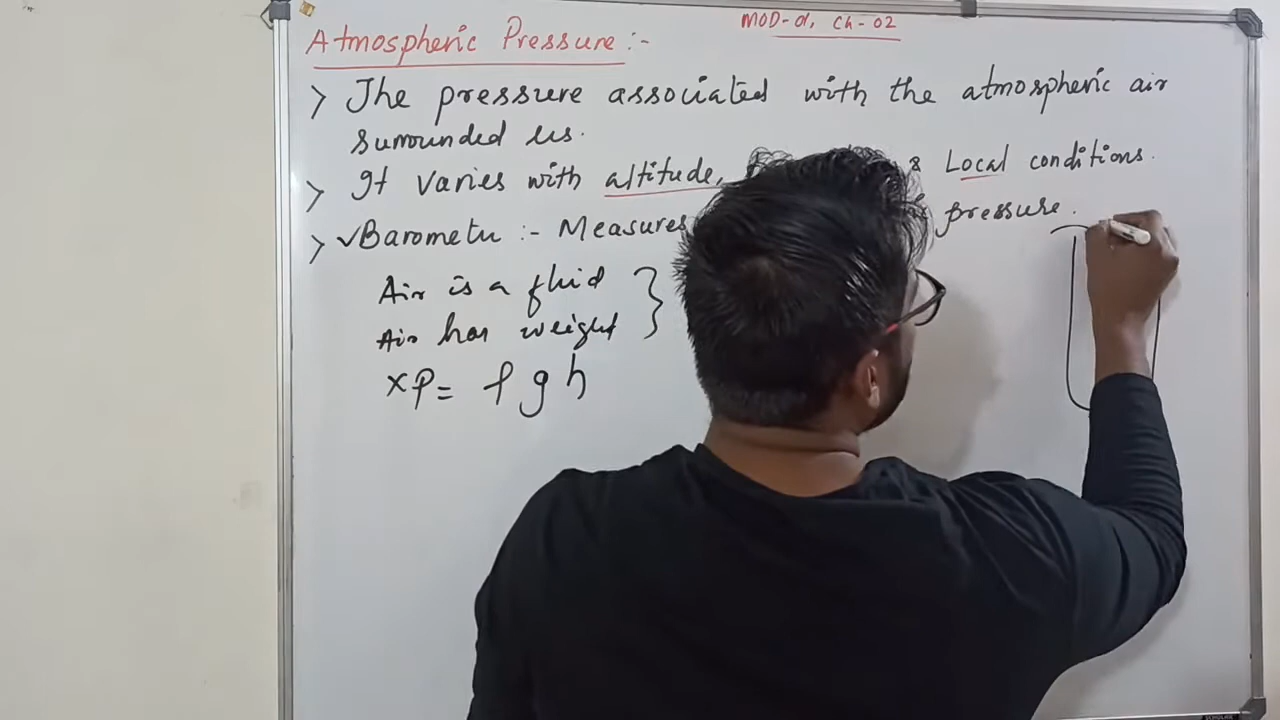 MOD-01, Ch-02
Atmospheric Pressure :-
> The pressure associated with the atmospheric air
surrounded us.
> It varies with altitude, & Local conditions.
> ✓Barometer :- Measures pressure.
Air is a fluid
Air has weight
xP= ρ g h